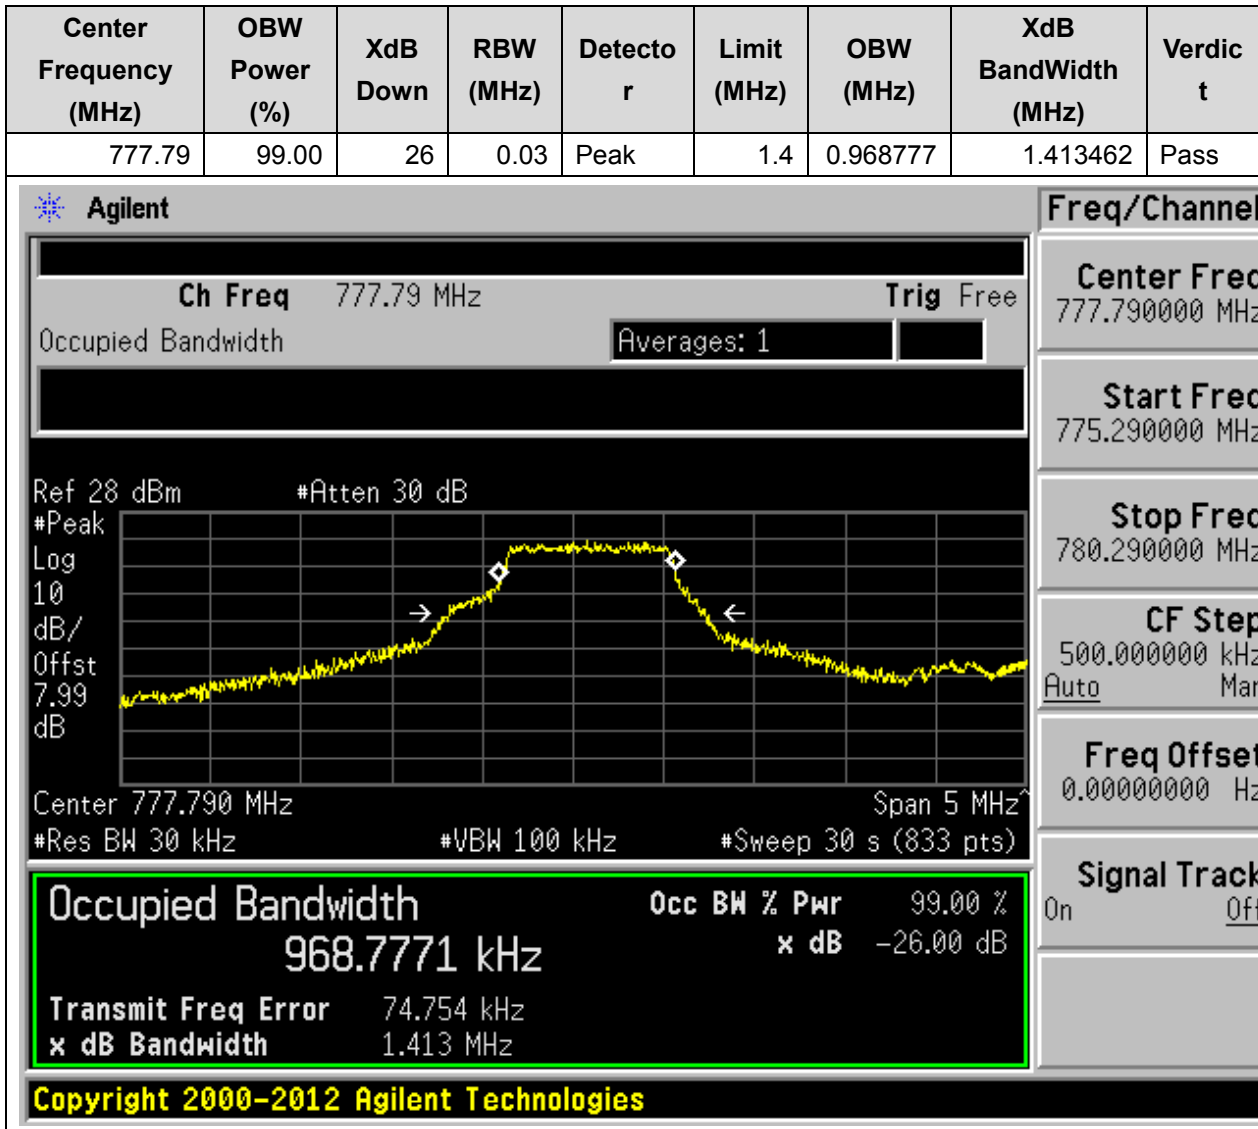 Center Frequency (MHz) OBW Power (%) XdB Down RBW (MHz) Detecto r Limit (MHz) OBW (MHz) XdB BandWidth (MHz) Verdic t
777.79 99.00 26 0.03 Peak 1.4 0.968777 1.413462 Pass
Agilent
Freq/Channel
Ch Freq 777.79 MHz Trig Free
Occupied Bandwidth Averages: 1
Center Freq
777.790000 MHz
Start Freq
775.290000 MHz
Stop Freq
780.290000 MHz
CF Step
500.000000 kHz
Auto Man
Freq Offset
0.00000000 Hz
Signal Track
On Off
Ref 28 dBm #Atten 30 dB
#Peak
Log
10
dB/
Offst
7.99
dB
Center 777.790 MHz Span 5 MHz^
#Res BW 30 kHz #VBW 100 kHz #Sweep 30 s (833 pts)
Occupied Bandwidth Occ BW % Pwr 99.00 %
968.7771 kHz x dB -26.00 dB
Transmit Freq Error 74.754 kHz
x dB Bandwidth 1.413 MHz
Copyright 2000-2012 Agilent Technologies